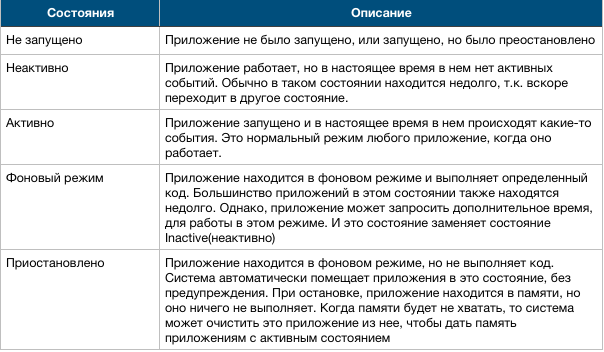 Состояния
Описание
Не запущено
Приложение не было запущено, или запущено, но было преостановлено
Неактивно
Приложение работает, но в настоящее время в нем нет активных
событий. Обычно в таком состоянии находится недолго, т.к. вскоре
переходит в другое состояние.
Активно
Приложение запущено и в настоящее время в нем происходят какие-то
события. Это нормальный режим любого приложение, когда оно
работает.
Фоновый режим
Приложение находится в фоновом режиме и выполняет определенный
код. Большинство приложений в этом состоянии также находятся
недолго. Однако, приложение может запросить дополнительное время,
для работы в этом режиме. И это состояние заменяет состояние
Inactive(неактивно)
Приостановлено
Приложение находится в фоновом режиме, но не выполняет код.
Система автоматически помещает приложения в это состояние, без
предупреждения. При остановке, приложение находится в памяти, но
оно ничего не выполняет. Когда памяти будет не хватать, то система
может очистить это приложение из нее, чтобы дать память
приложениям с активным состоянием